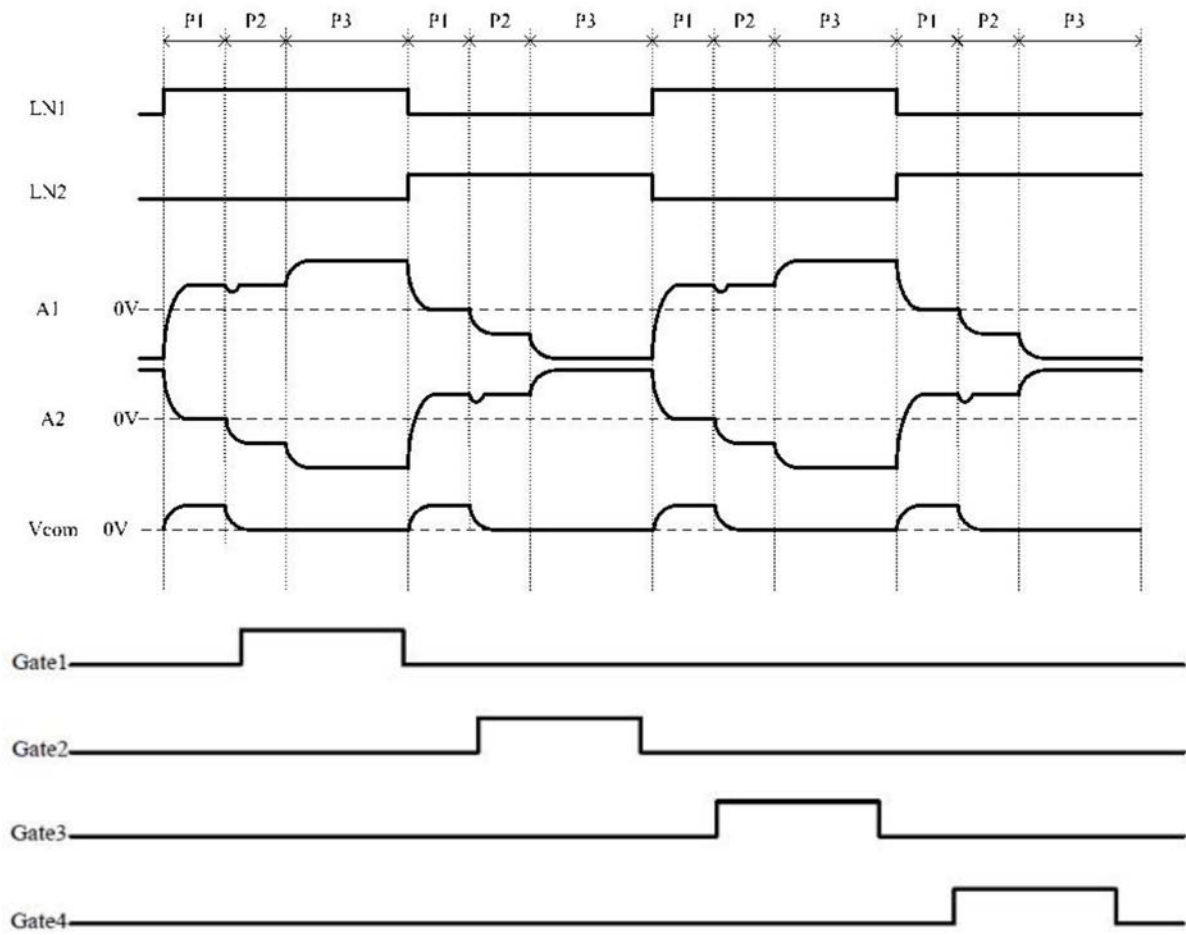 P1 P2 P3 P1 P2 P3 P1 P2 P3 P1 P2 P3
LN1
LN2
A1 0V
A2 0V
Vcom 0V
Gate1
Gate2
Gate3
Gate4